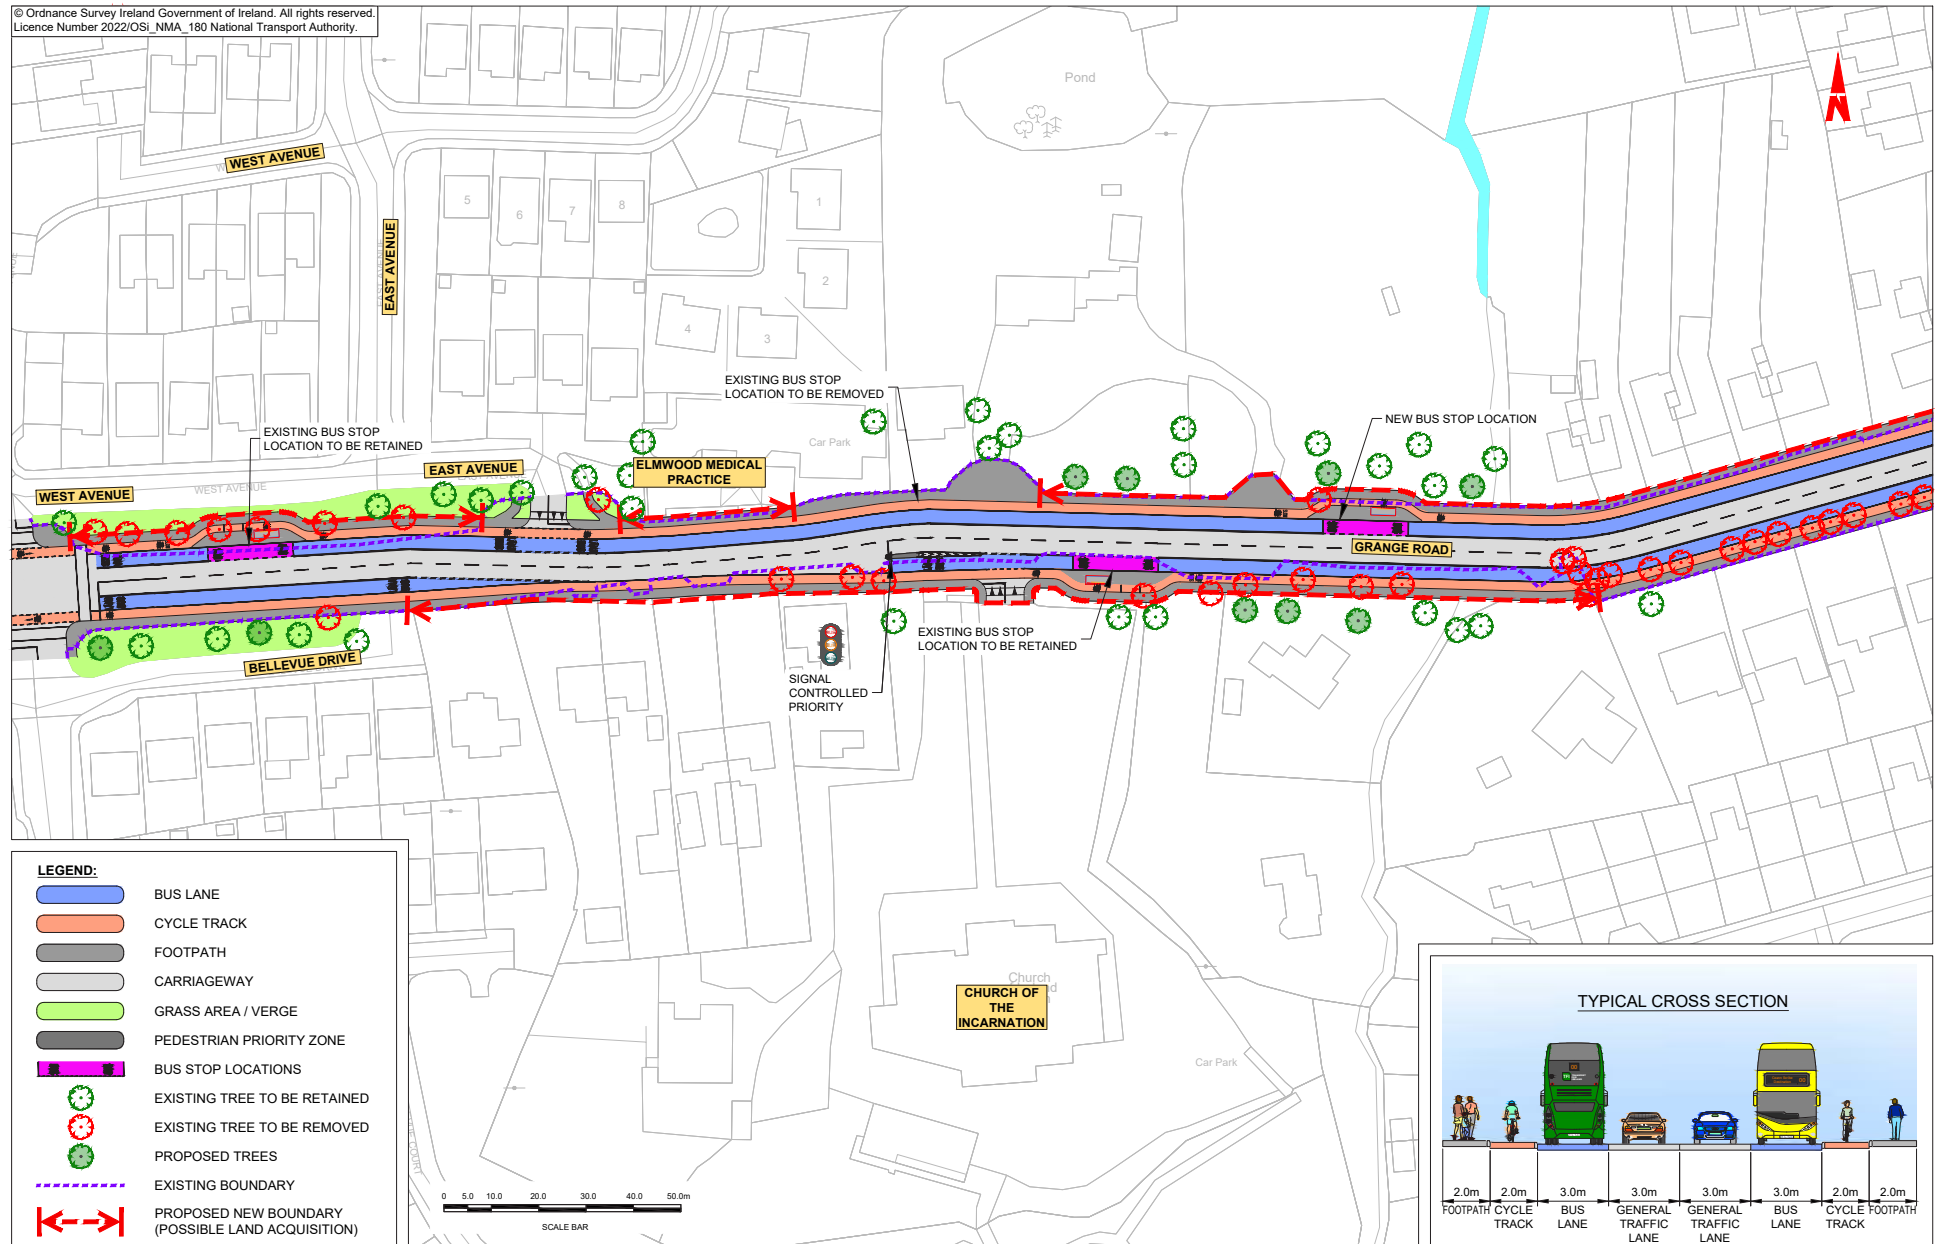 © Ordnance Survey Ireland Government of Ireland. All rights reserved.
Licence Number 2022/OSi_NMA_180 National Transport Authority.
Pond
WEST AVENUE
EAST AVENUE
5
6
7
8
1
2
3
4
EXISTING BUS STOP
LOCATION TO BE REMOVED
EXISTING BUS STOP
LOCATION TO BE RETAINED
NEW BUS STOP LOCATION
Car Park
EAST AVENUE
ELMWOOD MEDICAL
PRACTICE
WEST AVENUE
WEST AVENUE
GRANGE ROAD
EXISTING BUS STOP
LOCATION TO BE RETAINED
BELLEVUE DRIVE
SIGNAL
CONTROLLED
PRIORITY
Church
CHURCH OF
THE
INCARNATION
Car Park
LEGEND:
BUS LANE
CYCLE TRACK
FOOTPATH
CARRIAGEWAY
GRASS AREA / VERGE
PEDESTRIAN PRIORITY ZONE
BUS STOP LOCATIONS
EXISTING TREE TO BE RETAINED
EXISTING TREE TO BE REMOVED
PROPOSED TREES
EXISTING BOUNDARY
PROPOSED NEW BOUNDARY
(POSSIBLE LAND ACQUISITION)
0 5.0 10.0 20.0 30.0 40.0 50.0m
SCALE BAR
TYPICAL CROSS SECTION
2.0m 2.0m 3.0m 3.0m 3.0m 3.0m 2.0m 2.0m
FOOTPATH CYCLE TRACK BUS LANE GENERAL TRAFFIC LANE GENERAL TRAFFIC LANE BUS LANE CYCLE TRACK FOOTPATH